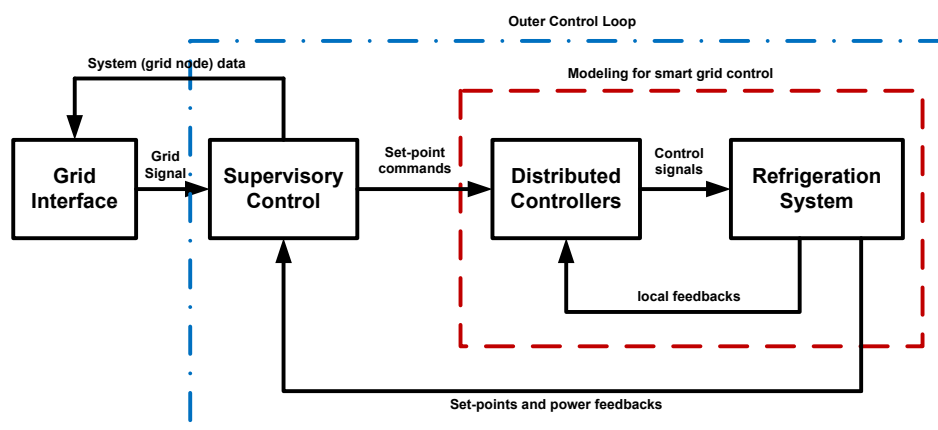 Outer Control Loop
System (grid node) data
Modeling for smart grid control
Grid
Interface
Grid
Signal
Supervisory
Control
Set-point
commands
Distributed
Controllers
Control
signals
Refrigeration
System
local feedbacks
Set-points and power feedbacks